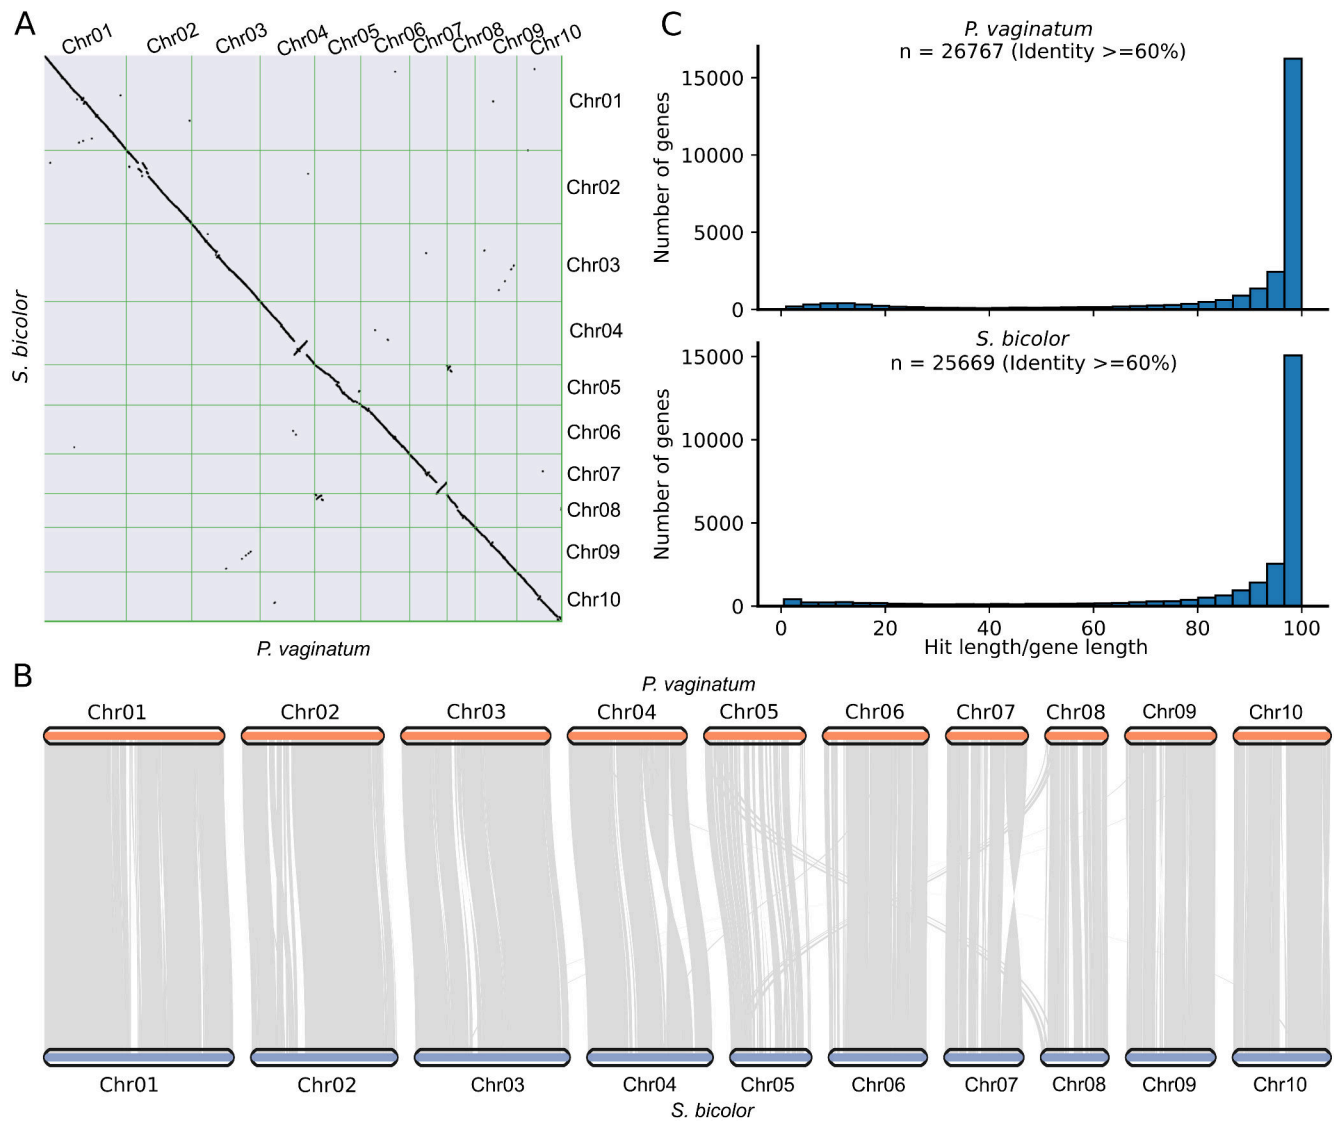 A
Chr01 Chr02 Chr03 Chr04 Chr05 Chr06 Chr07 Chr08 Chr09 Chr10
Chr01
Chr02
Chr03
Chr04
Chr05
Chr06
Chr07
Chr08
Chr09
Chr10
S. bicolor
P. vaginatum
C
P. vaginatum
n = 26767 (Identity >=60%)
15000
10000
5000
0
Number of genes
S. bicolor
n = 25669 (Identity >=60%)
15000
10000
5000
0
Number of genes
0 20 40 60 80 100
Hit length/gene length
B
P. vaginatum
Chr01 Chr02 Chr03 Chr04 Chr05 Chr06 Chr07 Chr08 Chr09 Chr10
Chr01 Chr02 Chr03 Chr04 Chr05 Chr06 Chr07 Chr08 Chr09 Chr10
S. bicolor